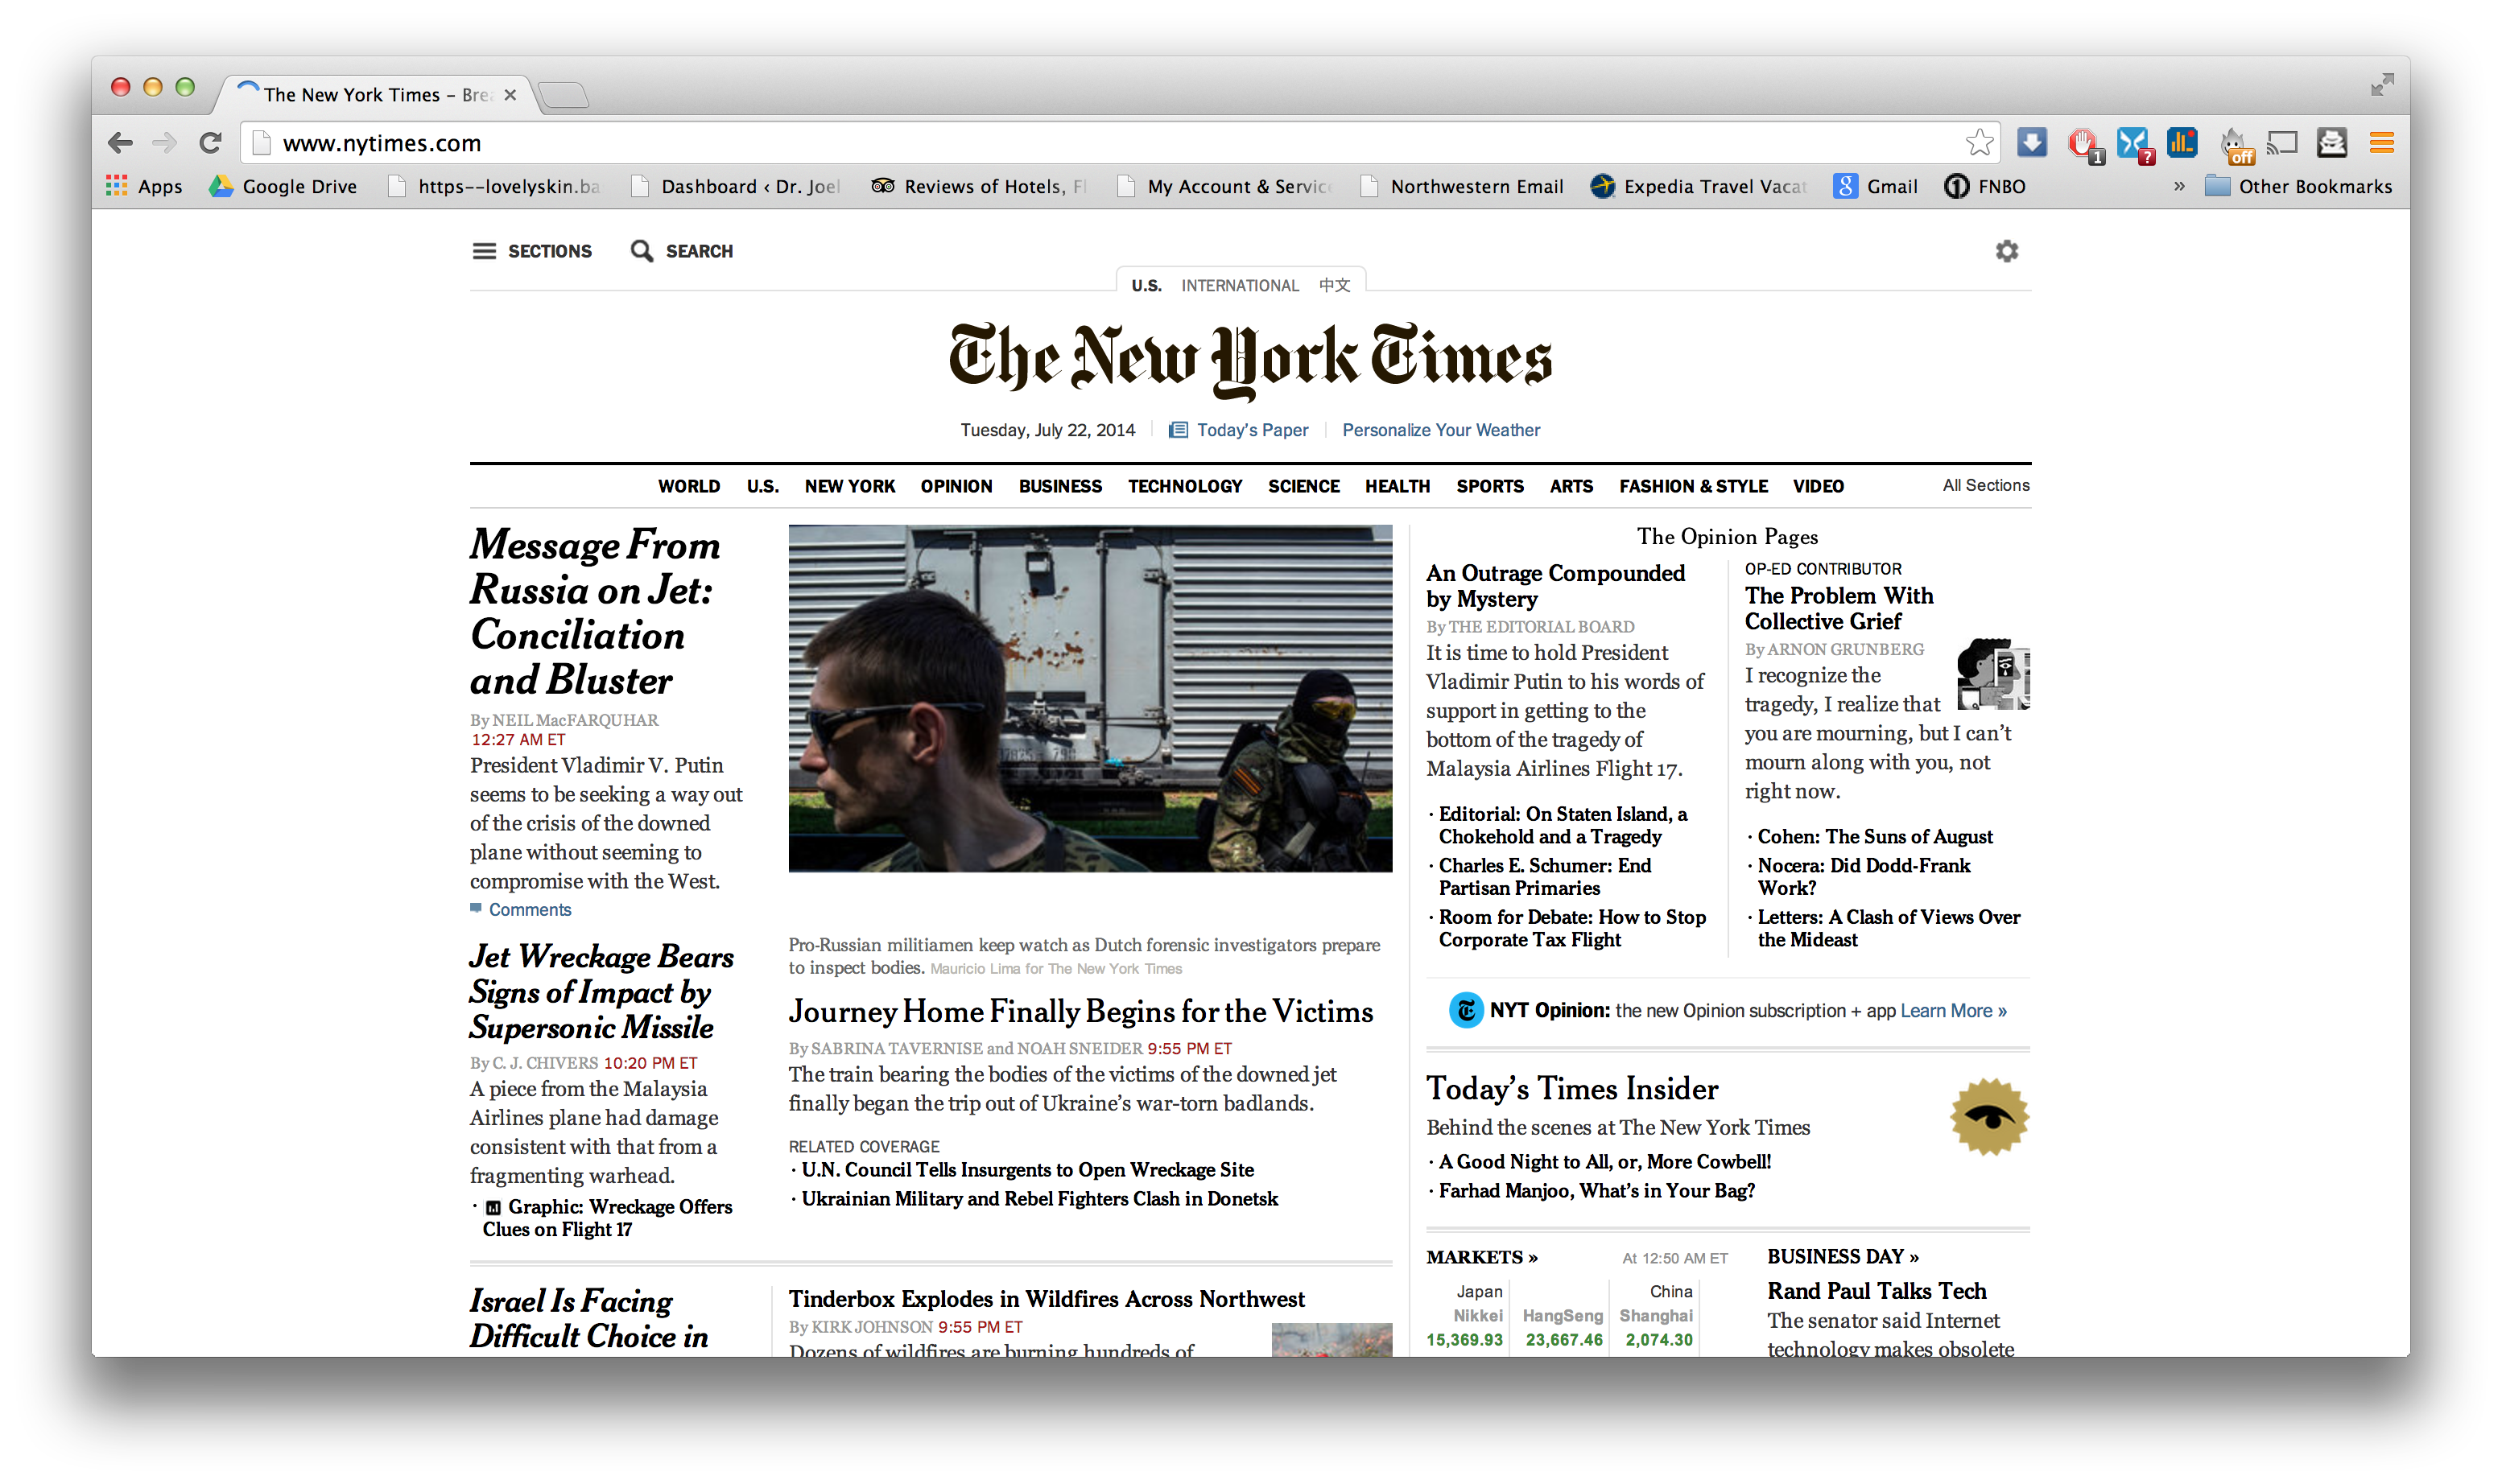 The New York Times – Brea
www.nytimes.com
1
?
off
Apps
Google Drive
https--lovelyskin.ba
Dashboard ‹ Dr. Joel
Reviews of Hotels, Fl
My Account & Service
Northwestern Email
Expedia Travel Vacat
g Gmail
1 FNBO
»
Other Bookmarks
SECTIONS
SEARCH
U.S. INTERNATIONAL 中文
The New York Times
Tuesday, July 22, 2014
Today's Paper
Personalize Your Weather
WORLD U.S. NEW YORK OPINION BUSINESS TECHNOLOGY SCIENCE HEALTH SPORTS ARTS FASHION & STYLE VIDEO All Sections
Message From
Russia on Jet:
Conciliation
and Bluster
By NEIL MacFARQUHAR
12:27 AM ET
President Vladimir V. Putin
seems to be seeking a way out
of the crisis of the downed
plane without seeming to
compromise with the West.
Comments
Jet Wreckage Bears
Signs of Impact by
Supersonic Missile
By C. J. CHIVERS 10:20 PM ET
A piece from the Malaysia
Airlines plane had damage
consistent with that from a
fragmenting warhead.
· Graphic: Wreckage Offers
Clues on Flight 17
Israel Is Facing
Difficult Choice in
Pro-Russian militiamen keep watch as Dutch forensic investigators prepare
to inspect bodies. Mauricio Lima for The New York Times
Journey Home Finally Begins for the Victims
By SABRINA TAVERNISE and NOAH SNEIDER 9:55 PM ET
The train bearing the bodies of the victims of the downed jet
finally began the trip out of Ukraine's war-torn badlands.
RELATED COVERAGE
· U.N. Council Tells Insurgents to Open Wreckage Site
· Ukrainian Military and Rebel Fighters Clash in Donetsk
Tinderbox Explodes in Wildfires Across Northwest
By KIRK JOHNSON 9:55 PM ET
Dozens of wildfires are burning hundreds of
The Opinion Pages
An Outrage Compounded
by Mystery
By THE EDITORIAL BOARD
It is time to hold President
Vladimir Putin to his words of
support in getting to the
bottom of the tragedy of
Malaysia Airlines Flight 17.
· Editorial: On Staten Island, a
Chokehold and a Tragedy
· Charles E. Schumer: End
Partisan Primaries
· Room for Debate: How to Stop
Corporate Tax Flight
OP-ED CONTRIBUTOR
The Problem With
Collective Grief
By ARNON GRUNBERG
I recognize the
tragedy, I realize that
you are mourning, but I can't
mourn along with you, not
right now.
· Cohen: The Suns of August
· Nocera: Did Dodd-Frank
Work?
· Letters: A Clash of Views Over
the Mideast
NYT Opinion: the new Opinion subscription + app Learn More »
Today's Times Insider
Behind the scenes at The New York Times
· A Good Night to All, or, More Cowbell!
· Farhad Manjoo, What's in Your Bag?
MARKETS » At 12:50 AM ET
Japan China
Nikkei HangSeng Shanghai
15,369.93 23,667.46 2,074.30
BUSINESS DAY »
Rand Paul Talks Tech
The senator said Internet
technology makes obsolete